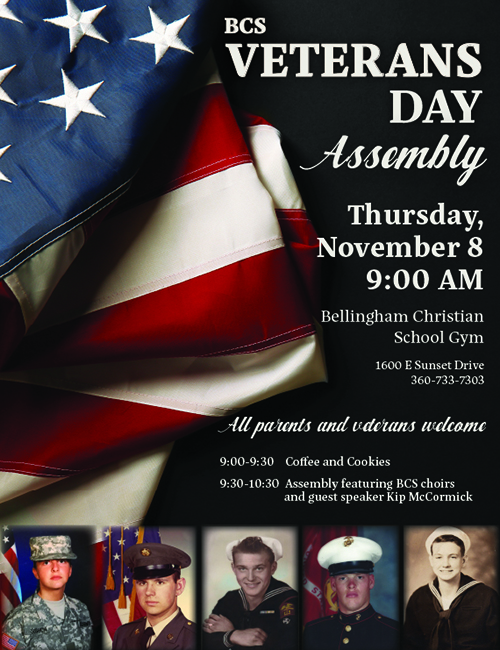 BCS
VETERANS
DAY
Assembly
Thursday,
November 8
9:00 AM
Bellingham Christian
School Gym
1600 E Sunset Drive
360-733-7303
All parents and veterans welcome
9:00-9:30 Coffee and Cookies
9:30-10:30 Assembly featuring BCS choirs
and guest speaker Kip McCormick